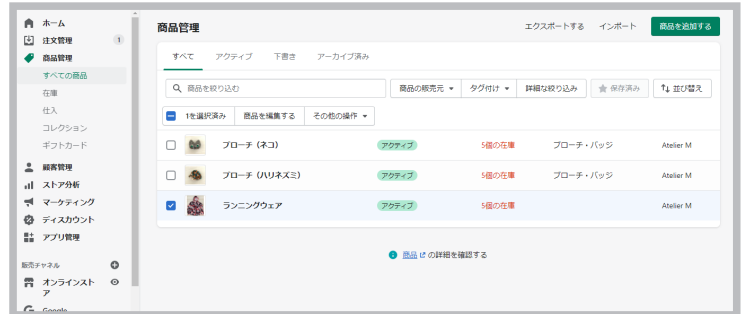 ホーム
注文管理 1
商品管理
すべての商品
在庫
仕入
コレクション
ギフトカード
顧客管理
ストア分析
マーケティング
ディスカウント
アプリ管理
販売チャネル
オンラインスト
ア
Google
商品管理
エクスポートする インポート 商品を追加する
すべて アクティブ 下書き アーカイブ済み
商品を絞り込む 商品の販売元 タグ付け 詳細な絞り込み 保存済み 並び替え
1を選択済み 商品を編集する その他の操作
ブローチ（ネコ） アクティブ 5個の在庫 ブローチ・バッジ Atelier M
ブローチ（ハリネズミ） アクティブ 5個の在庫 ブローチ・バッジ Atelier M
ランニングウェア アクティブ 5個の在庫 Atelier M
商品 の詳細を確認する